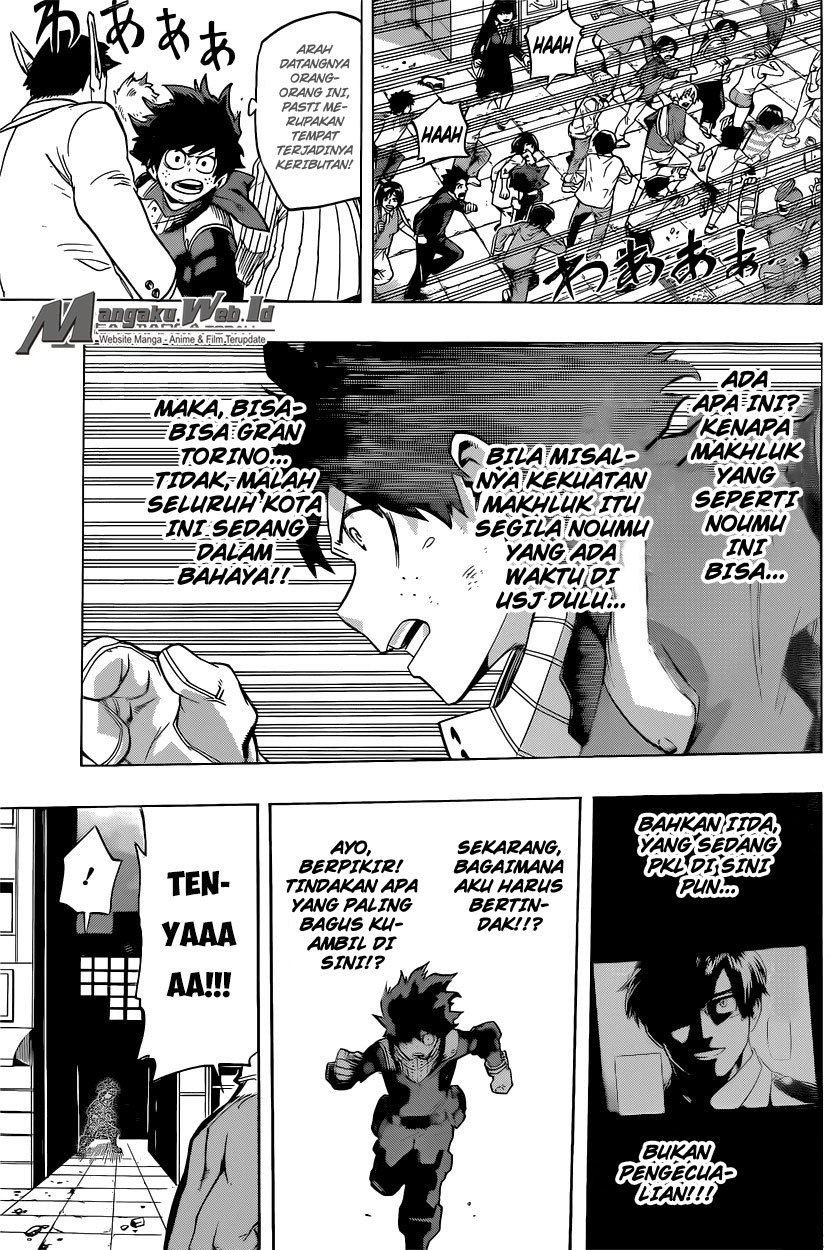 HAAH
HAAH
わあぁぁぁ
わあぁぁぁ
ARAH
DATANGNYA
ORANG-
ORANG INI,
PASTI ME-
RUPAKAN
TEMPAT
TERJADINYA
KERIBUTAN!
Mangaku.Web.Id
Website Manga - Anime & Film Terupdate
ADA
APA INI?
KENAPA
MAKHLUK
YANG
SEPERTI
NOUMU
INI
BISA...
BILA MISAL-
NYA KEKUATAN
MAKHLUK ITU
SEGILA NOUMU
YANG ADA
WAKTU DI
USJ DULU...
MAKA, BISA-
BISA GRAN
TORINO...
TIDAK, MALAH
SELURUH KOTA
INI SEDANG
DALAM
BAHAYA!!
BAHKAN IIDA,
YANG SEDANG
PKL DI SINI
PUN...
BUKAN
PENGECUA-
LIAN!!!
SEKARANG,
BAGAIMANA
AKU HARUS
BERTIN-
DAK!!?
AYO,
BERPIKIR!
TINDAKAN APA
YANG PALING
BAGUS KU-
AMBIL DI
SINI!?
TEN-
YAAA
AA!!!
!